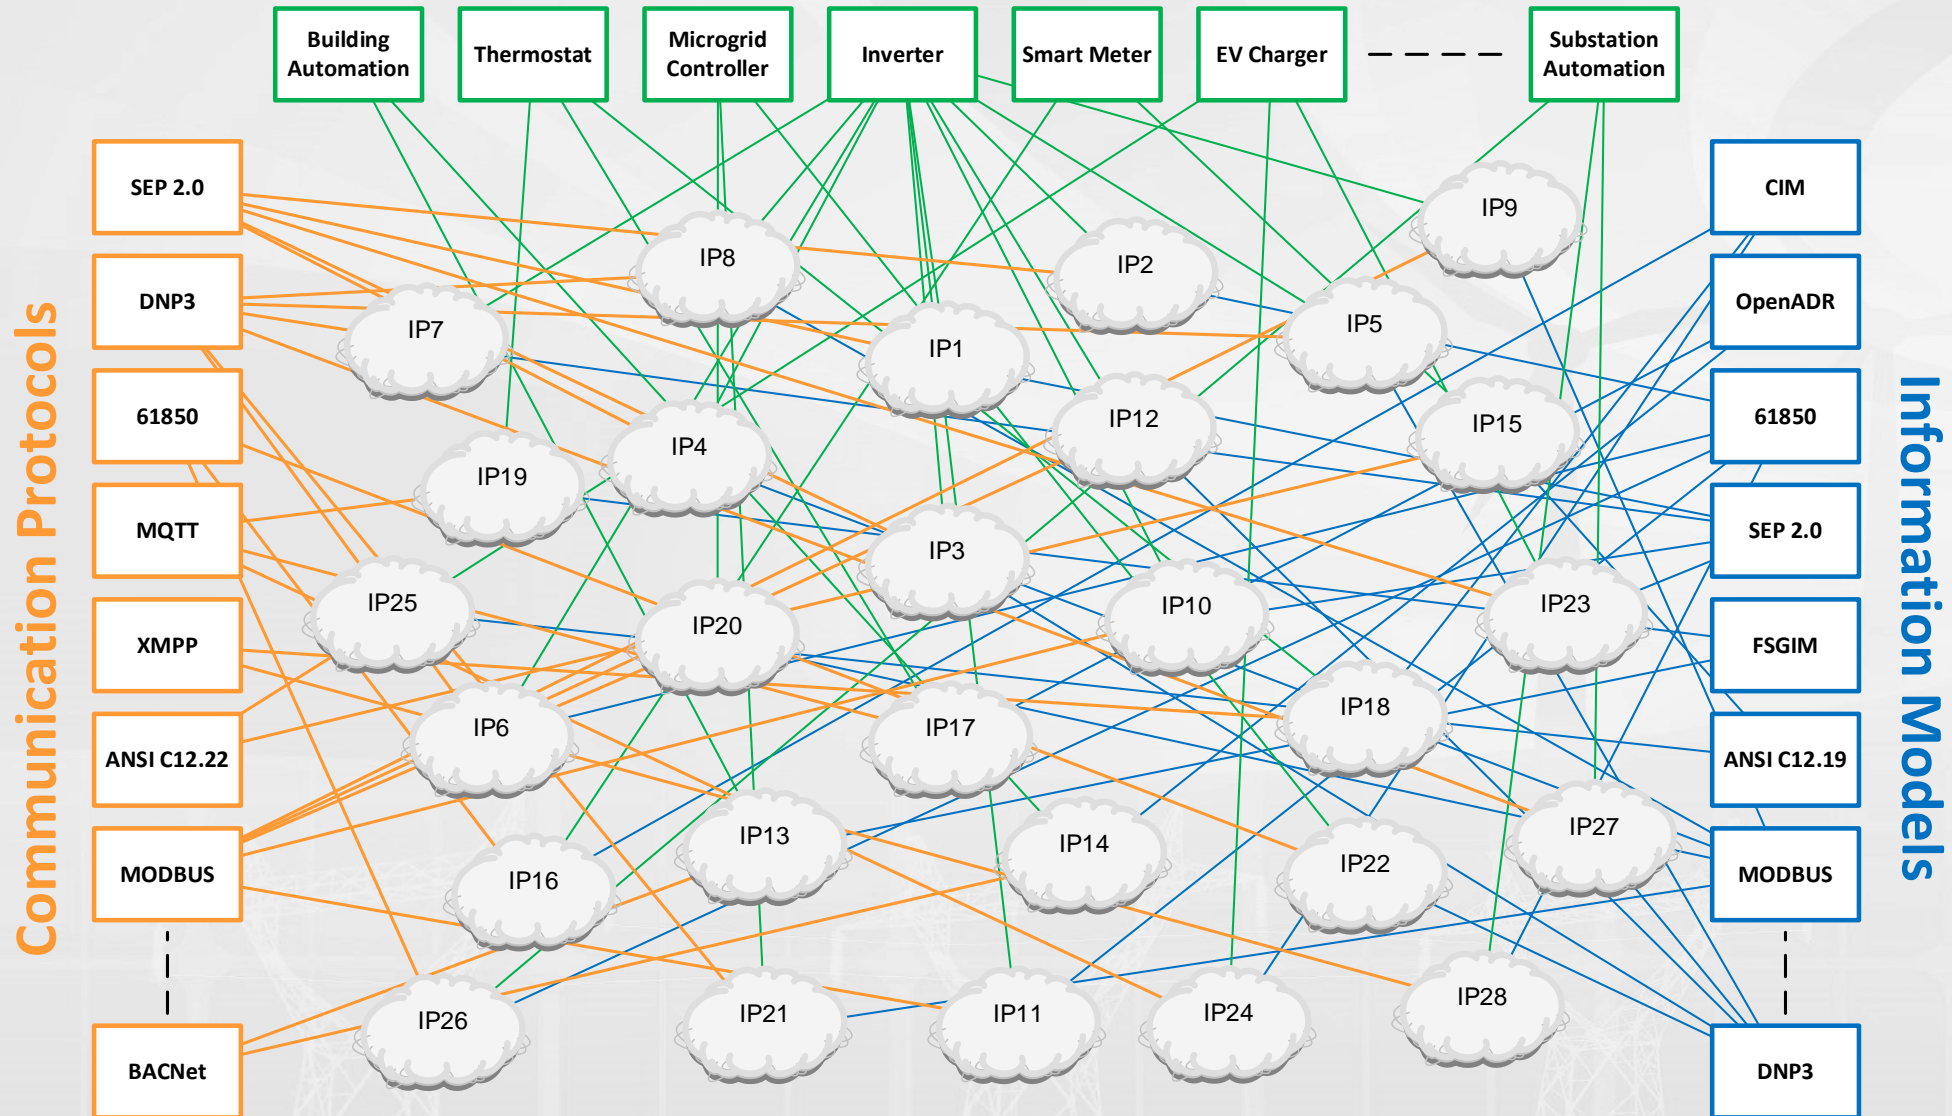 Building
Automation
Thermostat
Microgrid
Controller
Inverter
Smart Meter
EV Charger
Substation
Automation
Communication Protocols
SEP 2.0
DNP3
61850
MQTT
XMPP
ANSI C12.22
MODBUS
BACNet
IP9
IP8
IP2
IP7
IP5
IP1
IP12
IP15
IP4
IP19
IP3
IP25
IP10
IP23
IP20
IP18
IP6
IP17
IP27
IP13
IP14
IP22
IP16
IP28
IP21
IP11
IP24
IP26
CIM
OpenADR
61850
SEP 2.0
FSGIM
ANSI C12.19
MODBUS
DNP3
Information Models